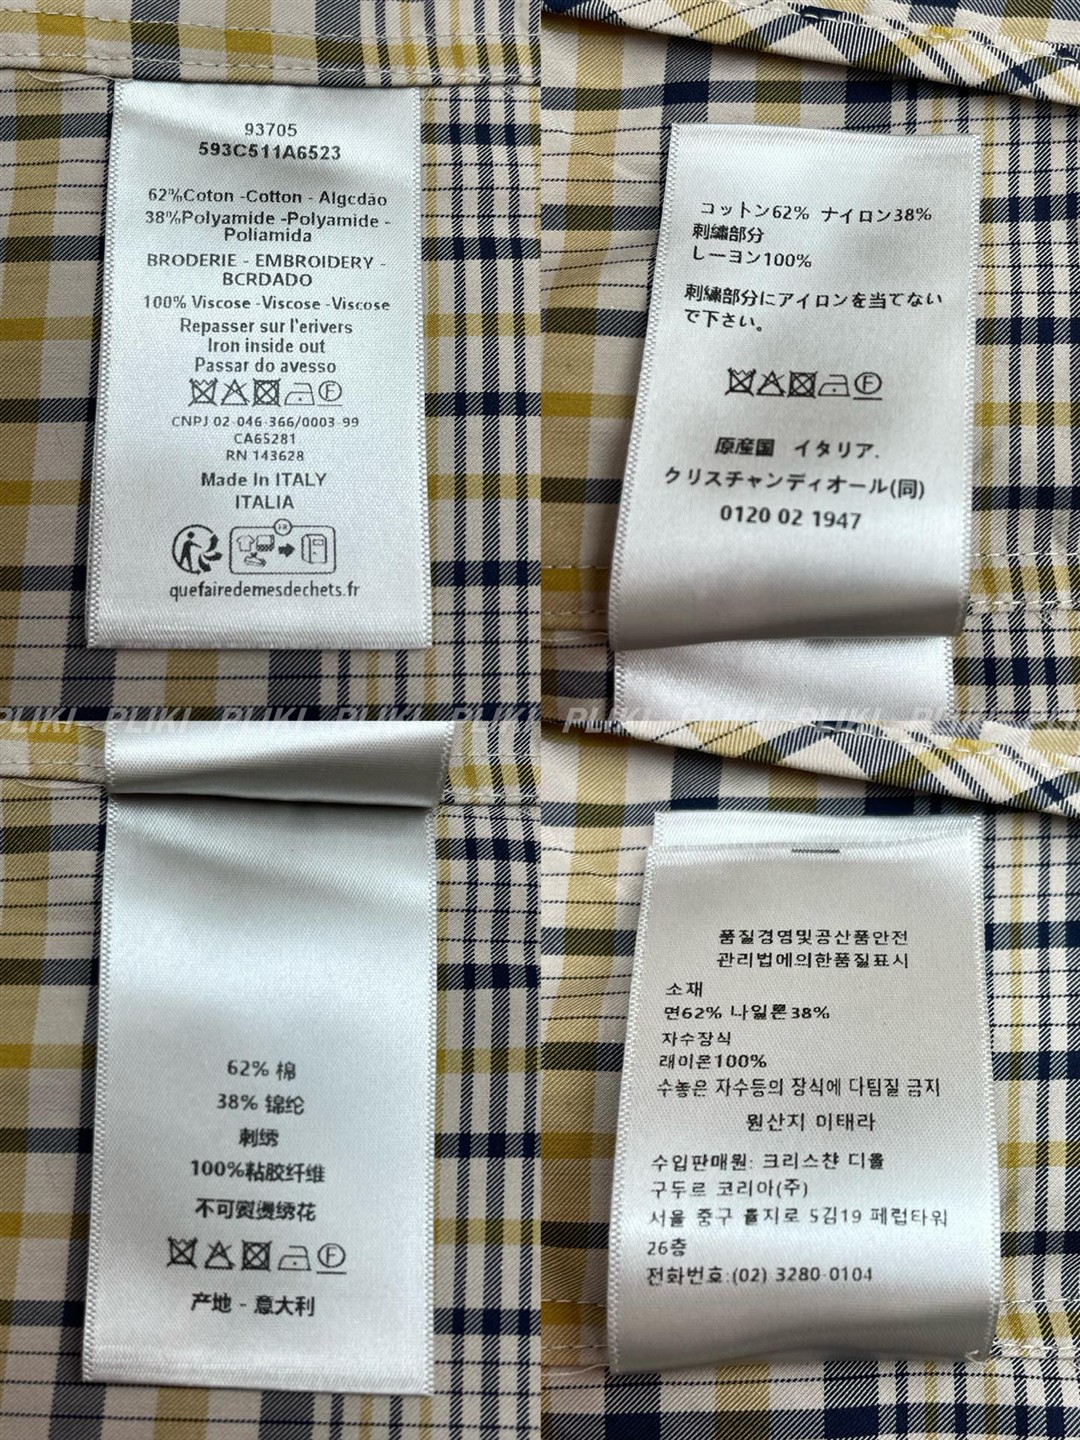 93705
593C511A6523
62%Coton -Cotton - Algcdão
38%Polyamide -Polyamide -
Poliamida
BRODERIE - EMBROIDERY -
BCRDADO
100% Viscose -Viscose -Viscose
Repasser sur l'erivers
Iron inside out
Passar do avesso
CNPJ 02-046-366/0003-99
CA65281
RN 143628
Made In ITALY
ITALIA
FR
quefairedemesdechets.fr
コットン62% ナイロン38%
刺繍部分
レーヨン100%
刺繍部分にアイロンを当てない
で下さい。
F
原産国 イタリア.
クリスチャンディオール(同)
0120 02 1947
PLIKI PLIKI PLIKI PLIKI PLIKI PLIKI PLIKI PLIKI
62% 棉
38% 锦纶
刺绣
100%粘胶纤维
不可熨烫绣花
F
产地 - 意大利
품질경영및공산품안전
관리법에의한품질표시
소재
면62% 나일론38%
자수장식
래이온100%
수놓은 자수등의 장식에 다림질 금지
원산지 이태라
수입판매원: 크리스챤 디올
구두르 코리아(주)
서울 중구 을지로 5길19 페럼타워
26층
전화번호:(02) 3280-0104